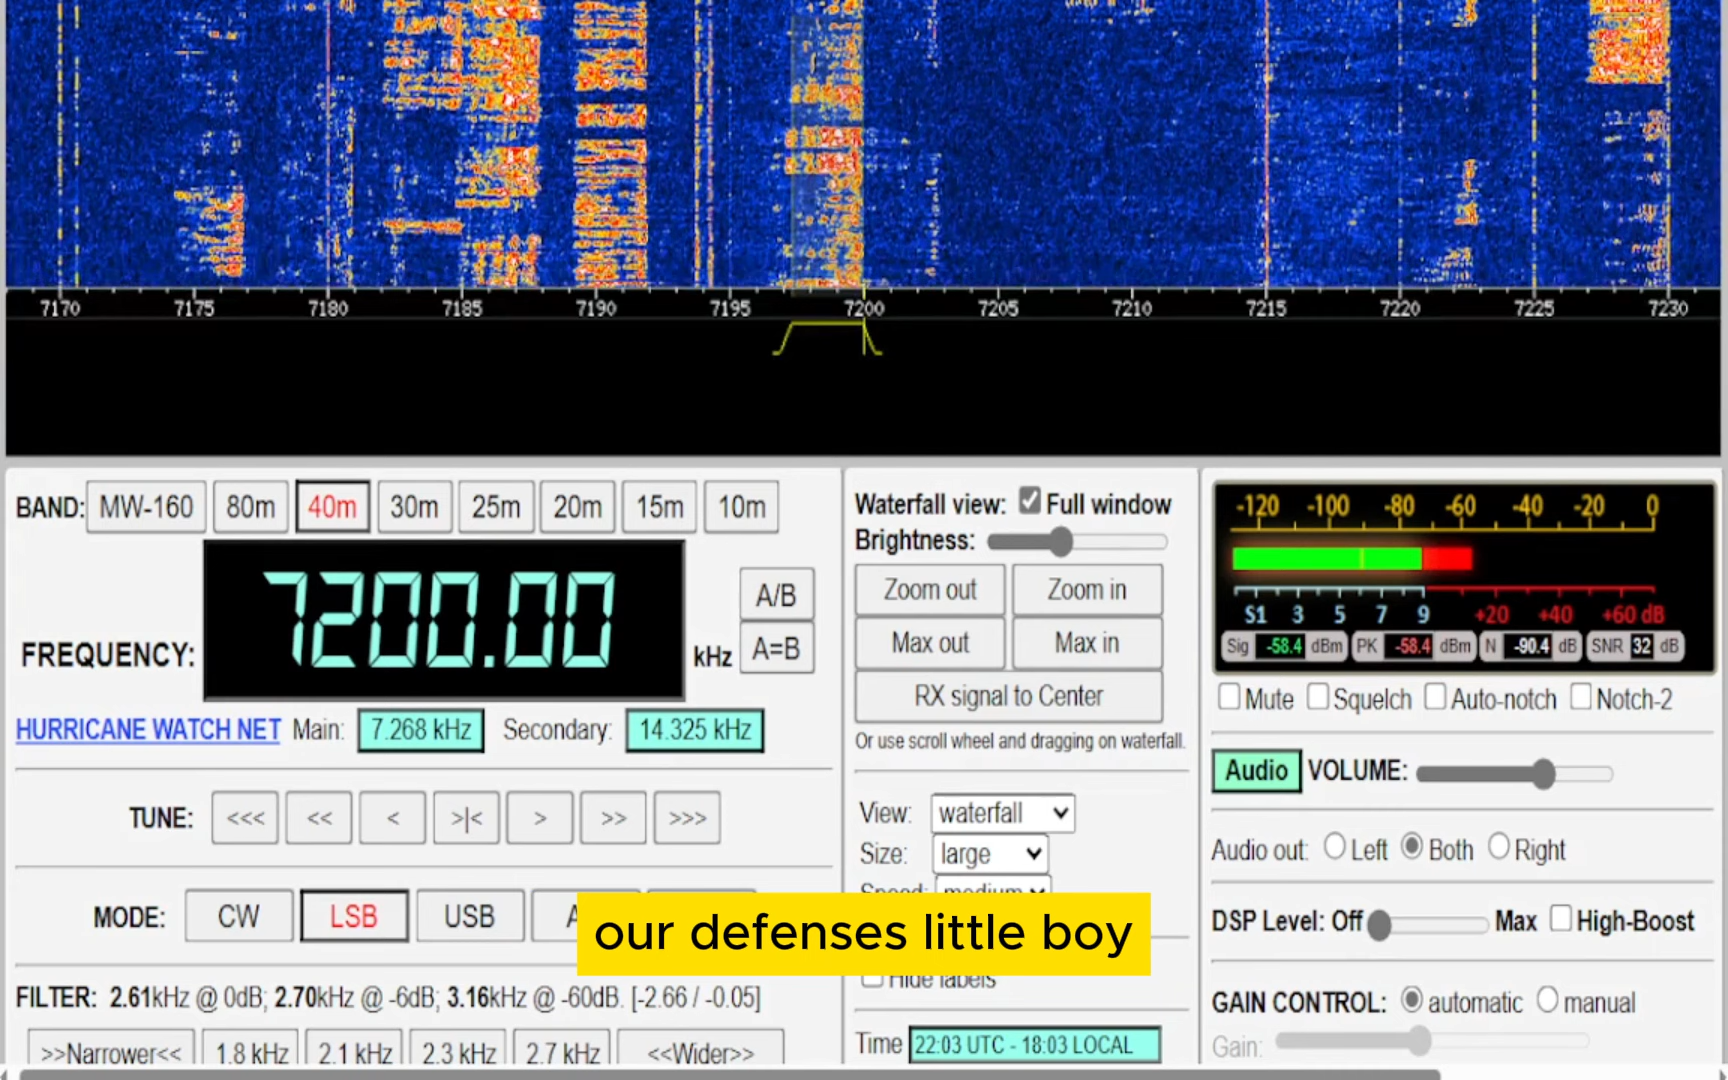 7170 7175 7180 7185 7190 7195 7200 7205 7210 7215 7220 7225 7230
BAND: MW-160 80m 40m 30m 25m 20m 15m 10m
FREQUENCY: 7200.00 kHz A/B A=B
HURRICANE WATCH NET Main: 7.268 kHz Secondary: 14.325 kHz
TUNE: <<< << < >|< > >> >>>
MODE: CW LSB USB
FILTER: 2.61kHz @ 0dB; 2.70kHz @ -6dB; 3.16kHz @ -60dB. [-2.66 / -0.05]
>>Narrower<< 1.8 kHz 2.1 kHz 2.3 kHz 2.7 kHz <<Wider>>
Waterfall view: Full window
Brightness:
Zoom out Zoom in
Max out Max in
RX signal to Center
Or use scroll wheel and dragging on waterfall.
View: waterfall
Size: large
Speed: medium
our defenses little boy
Hide labels
Time 22:03 UTC - 18:03 LOCAL
-120 -100 -80 -60 -40 -20 0
S1 3 5 7 9 +20 +40 +60 dB
Sig -58.4 dBm PK -58.4 dBm N -90.4 dB SNR 32 dB
Mute Squelch Auto-notch Notch-2
Audio VOLUME:
Audio out: Left Both Right
DSP Level: Off Max High-Boost
GAIN CONTROL: automatic manual
Gain: